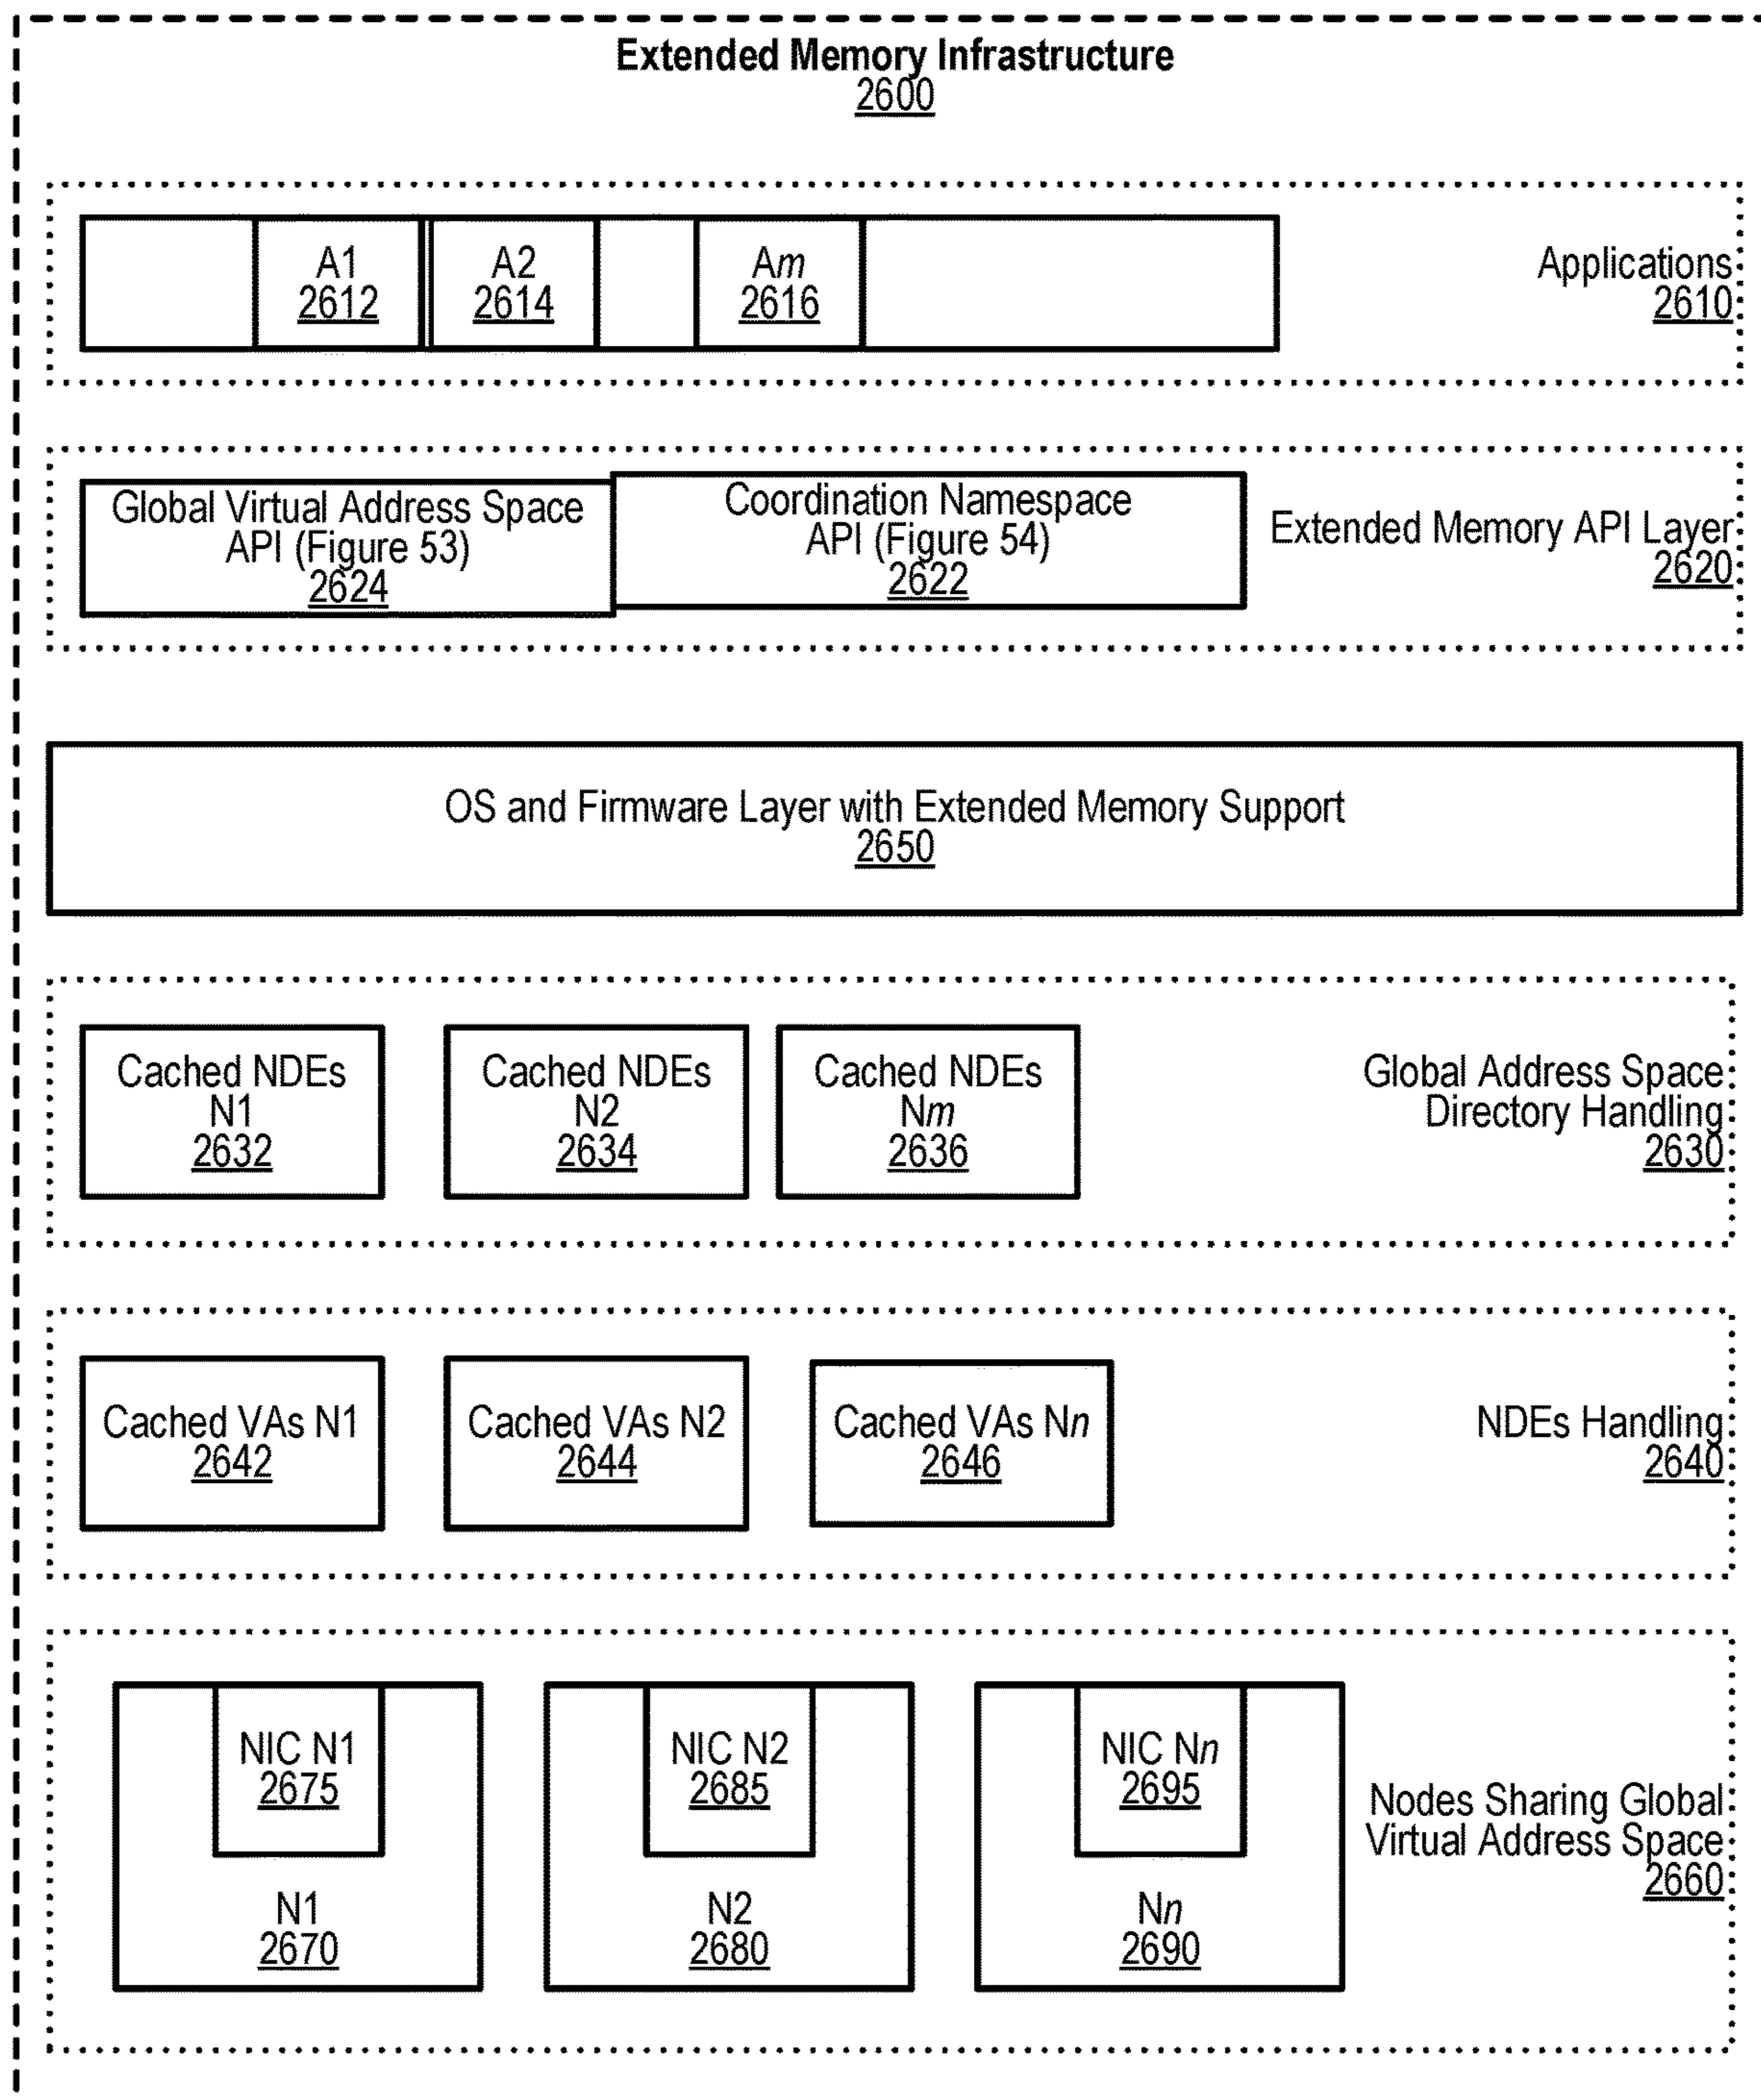 Extended Memory Infrastructure
2600
A1
2612
A2
2614
Am
2616
Applications
2610
Global Virtual Address Space
API (Figure 53)
2624
Coordination Namespace
API (Figure 54)
2622
Extended Memory API Layer
2620
OS and Firmware Layer with Extended Memory Support
2650
Cached NDEs
N1
2632
Cached NDEs
N2
2634
Cached NDEs
Nm
2636
Global Address Space
Directory Handling
2630
Cached VAs N1
2642
Cached VAs N2
2644
Cached VAs Nn
2646
NDEs Handling
2640
NIC N1
2675
N1
2670
NIC N2
2685
N2
2680
NIC Nn
2695
Nn
2690
Nodes Sharing Global
Virtual Address Space
2660